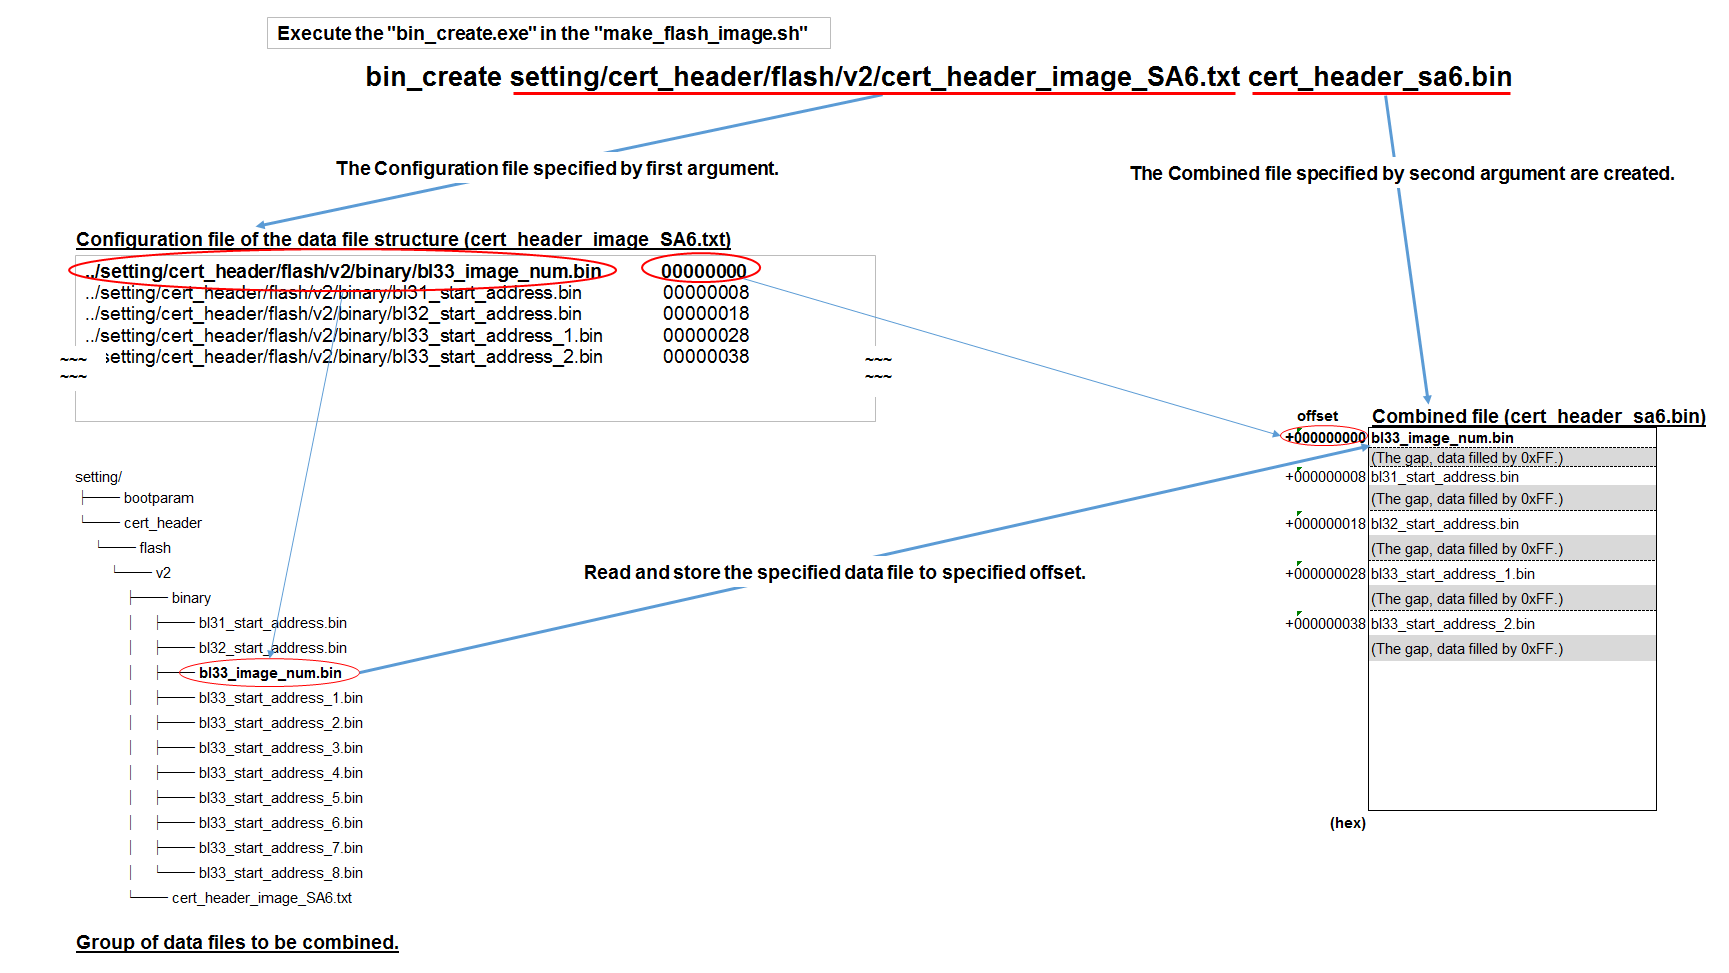 Execute the "bin_create.exe" in the "make_flash_image.sh"
bin_create setting/cert_header/flash/v2/cert_header_image_SA6.txt cert_header_sa6.bin
The Configuration file specified by first argument.
The Combined file specified by second argument are created.
Configuration file of the data file structure (cert_header_image_SA6.txt)
../setting/cert_header/flash/v2/binary/bl33_image_num.bin 00000000
../setting/cert_header/flash/v2/binary/bl31_start_address.bin 00000008
../setting/cert_header/flash/v2/binary/bl32_start_address.bin 00000018
../setting/cert_header/flash/v2/binary/bl33_start_address_1.bin 00000028
setting/cert_header/flash/v2/binary/bl33_start_address_2.bin 00000038
~~~ ~~~
~~~ ~~~
offset Combined file (cert_header_sa6.bin)
+000000000 bl33_image_num.bin
(The gap, data filled by 0xFF.)
+000000008 bl31_start_address.bin
(The gap, data filled by 0xFF.)
+000000018 bl32_start_address.bin
(The gap, data filled by 0xFF.)
+000000028 bl33_start_address_1.bin
(The gap, data filled by 0xFF.)
+000000038 bl33_start_address_2.bin
(The gap, data filled by 0xFF.)
(hex)
Read and store the specified data file to specified offset.
setting/
bootparam
cert_header
flash
v2
binary
bl31_start_address.bin
bl32_start_address.bin
bl33_image_num.bin
bl33_start_address_1.bin
bl33_start_address_2.bin
bl33_start_address_3.bin
bl33_start_address_4.bin
bl33_start_address_5.bin
bl33_start_address_6.bin
bl33_start_address_7.bin
bl33_start_address_8.bin
cert_header_image_SA6.txt
Group of data files to be combined.